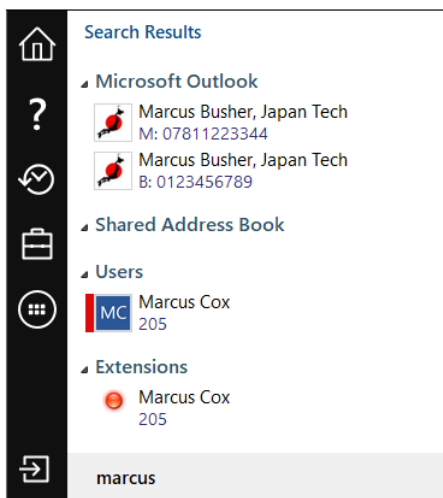 Search Results
Microsoft Outlook
Marcus Busher, Japan Tech
M: 07811223344
Marcus Busher, Japan Tech
B: 0123456789
Shared Address Book
Users
MC
Marcus Cox
205
Extensions
Marcus Cox
205
marcus